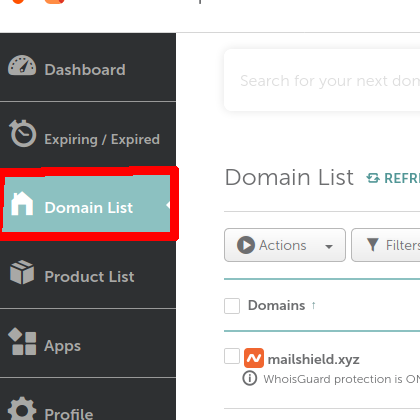 Dashboard
Expiring / Expired
Domain List
Product List
Apps
Profile
Search for your next dom
Domain List REFR
Actions Filters
Domains ↑
mailshield.xyz
WhoisGuard protection is ON